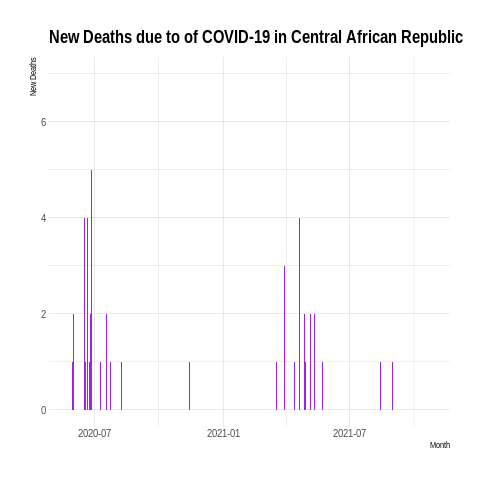 New Deaths due to of COVID-19 in Central African Republic
New Deaths
6
4
2
0
2020-07 2021-01 2021-07
Month